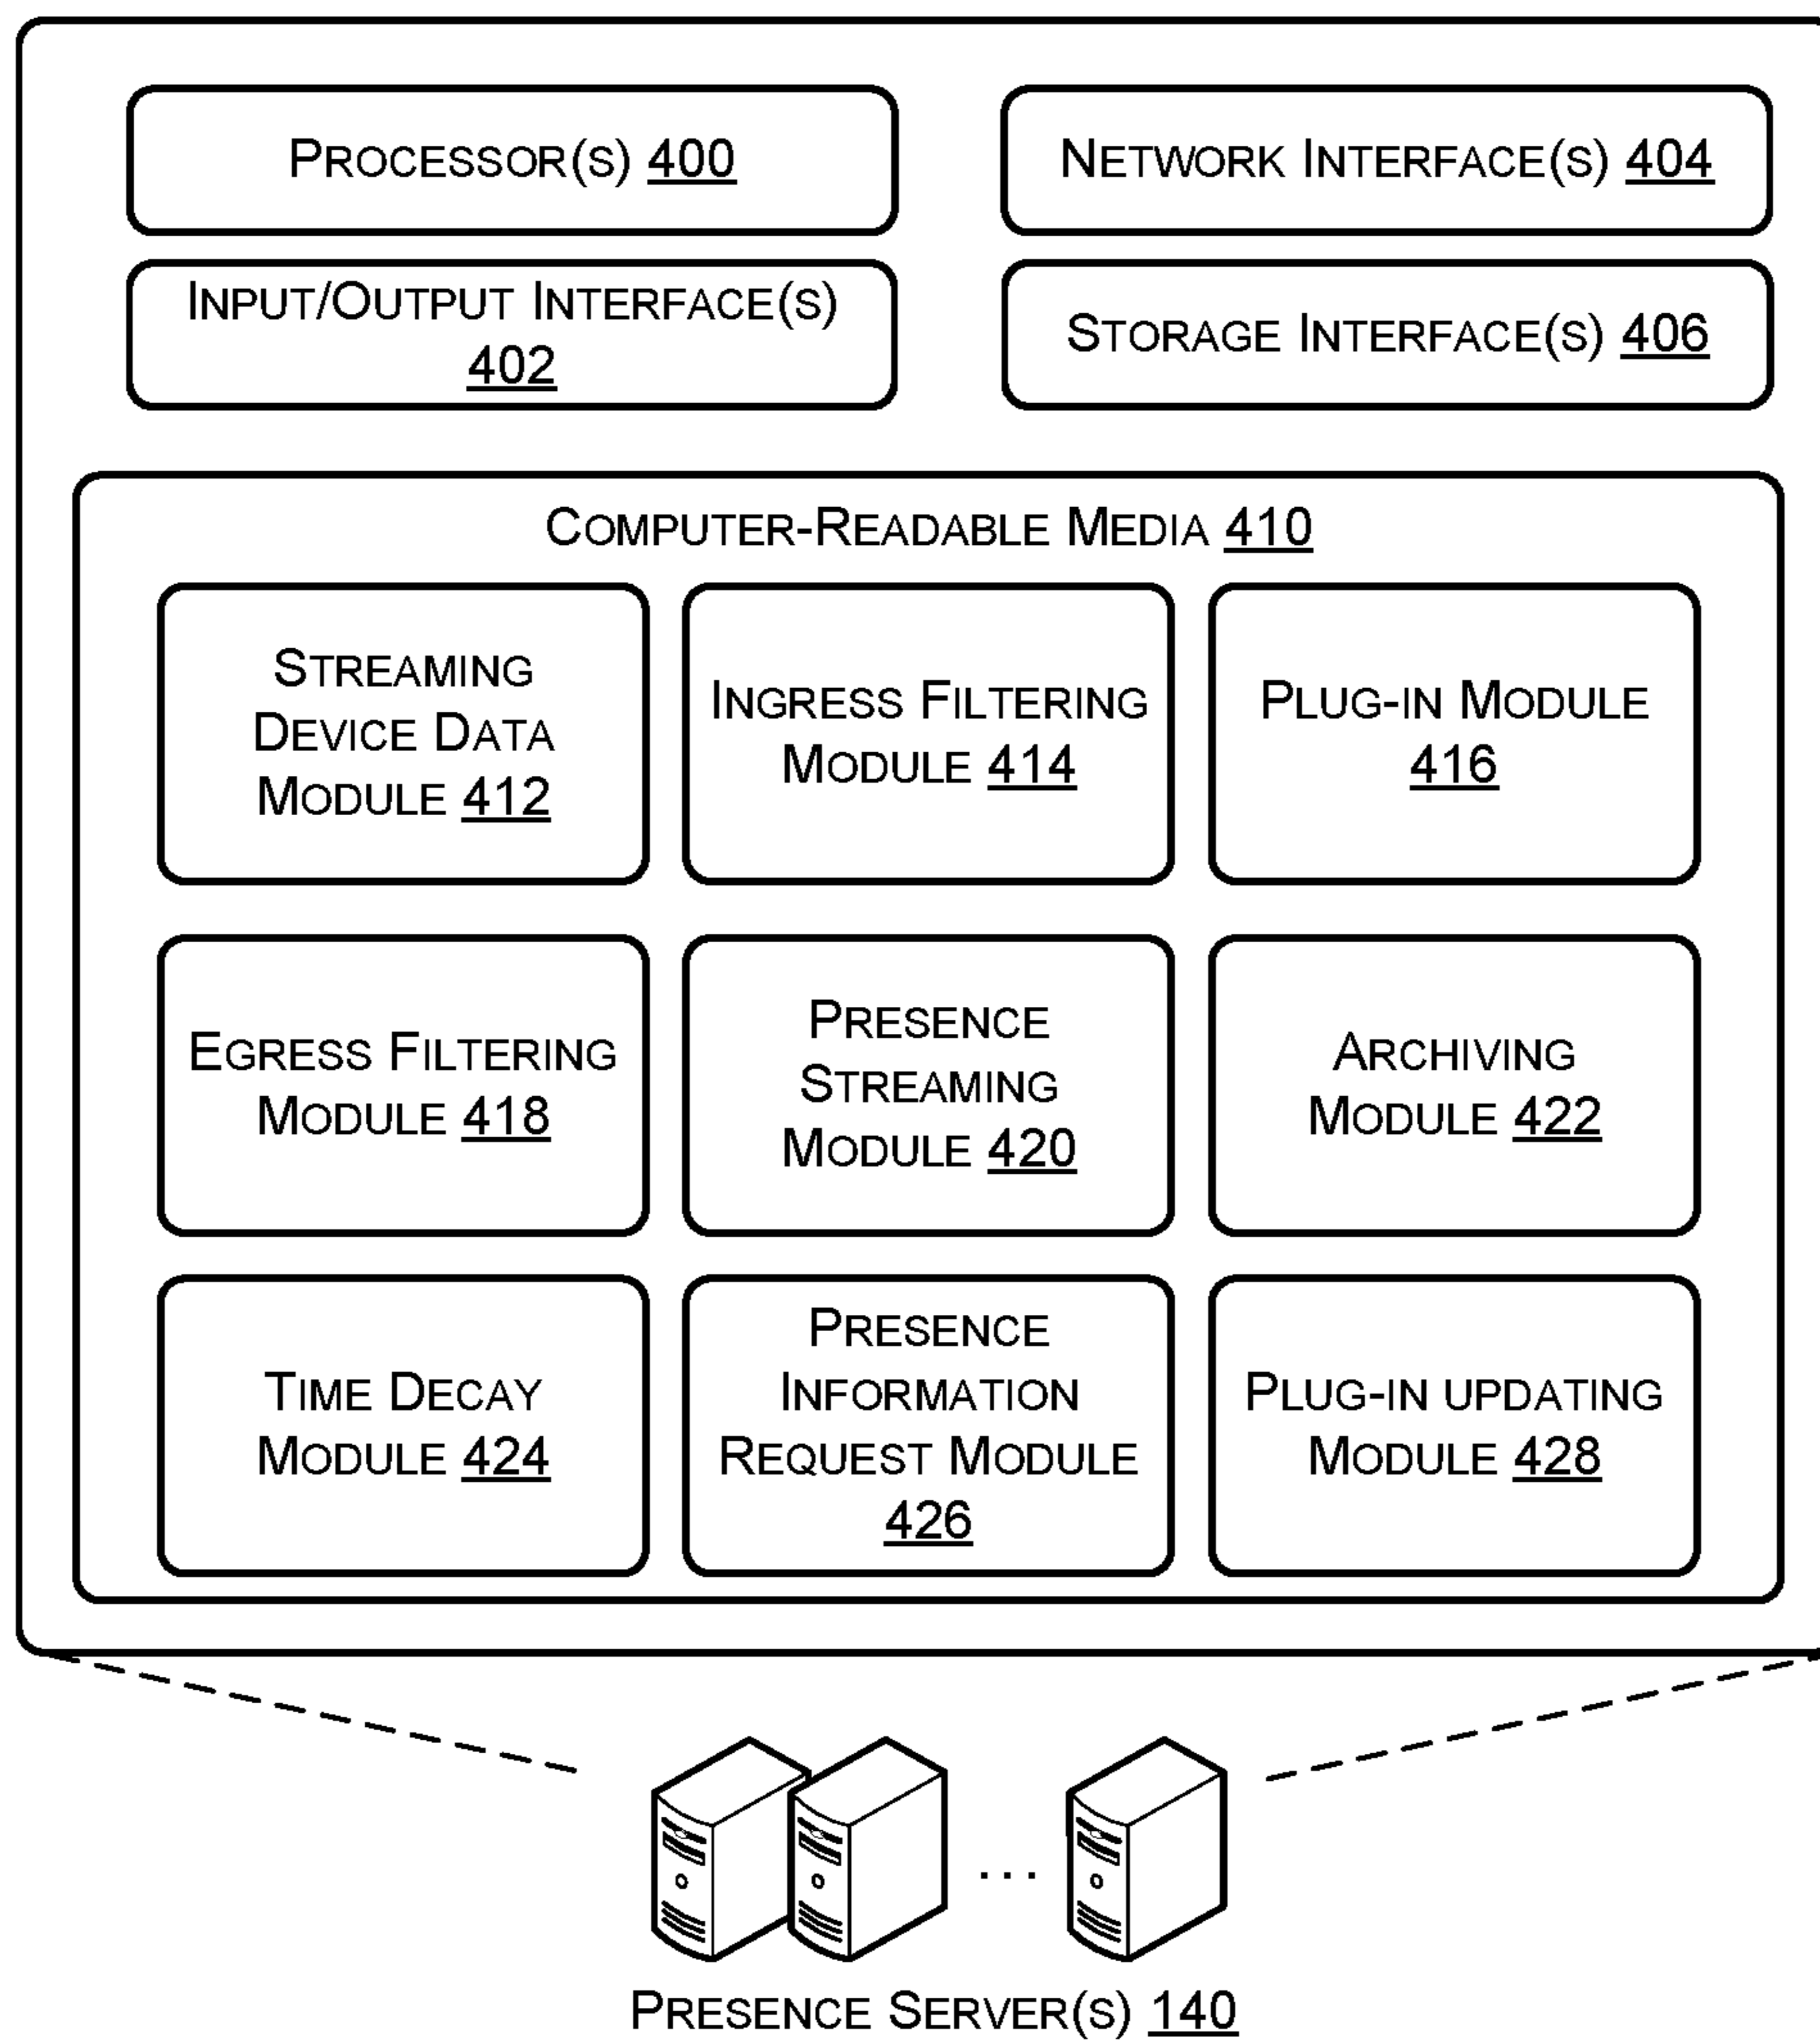 PROCESSOR(S) 400
NETWORK INTERFACE(S) 404
INPUT/OUTPUT INTERFACE(S)
402
STORAGE INTERFACE(S) 406
COMPUTER-READABLE MEDIA 410
STREAMING
DEVICE DATA
MODULE 412
INGRESS FILTERING
MODULE 414
PLUG-IN MODULE
416
EGRESS FILTERING
MODULE 418
PRESENCE
STREAMING
MODULE 420
ARCHIVING
MODULE 422
TIME DECAY
MODULE 424
PRESENCE
INFORMATION
REQUEST MODULE
426
PLUG-IN UPDATING
MODULE 428
...
PRESENCE SERVER(S) 140